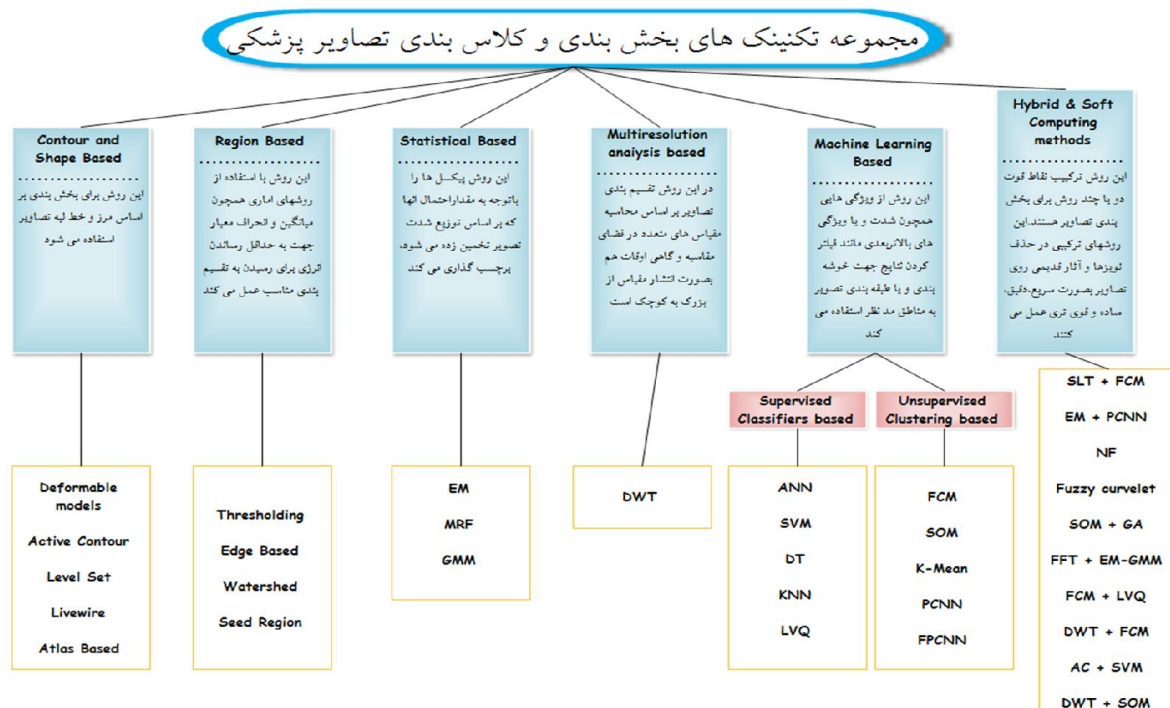 مجموعه تکنینک های بخش بندی و کلاس بندی تصاویر پزشکی
Contour and
Shape Based
این روش برای بخش بندی بر
اساس مرز و خط لبه تصاویر
استفاده می شود
Deformable
models
Active Contour
Level Set
Livewire
Atlas Based
Region Based
این روش با استفاده از
روشهای اماری همچون
میانگین و انحراف معیار
جهت به حداقل رساندن
انرژی برای رسیدن به تقسیم
بندی مناسب عمل می کند
Thresholding
Edge Based
Watershed
Seed Region
Statistical Based
این روش پیکسل ها را
باتوجه به مقداراحتمال انها
که بر اساس توزیع شدت
تصویر تخمین زده می شود،
برچسب گذاری می کند
EM
MRF
GMM
Multiresolution
anaiysis based
در این روش تقسیم بندی
تصاویر بر اساس محاسبه
مقیاس های متعدد در فضای
مقاسبه و گاهی اوقات هم
بصورت انتشار مقیاس از
بزرگ به کوچک است
DWT
Machine Learning
Based
این روش از ویژگی هایی
همچون شدت و یا ویژگی
های بالاتربعدی مانند فیلتر
کردن نتایج جهت خوشه
بندی و یا طبقه بندی تصویر
به مناطق مد نظر استفاده می
کند
Supervised
Classifiers based
ANN
SVM
DT
KNN
LVQ
Unsupervised
Clustering based
FCM
SOM
K-Mean
PCNN
FPCNN
Hybrid & Soft
Computing
methods
این روش ترکیبب نقاط قوت
دو یا چند روش برای بخش
بندی تصاویر هستند.این
روشهای ترکیبی در حذف
نویزها و آثار قدیمی روی
تصاویر بصورت سریع،دقیق،
ساده و قوی تری عمل می
کنند
SLT + FCM
EM + PCNN
NF
Fuzzy curvelet
SOM + GA
FFT + EM-GMM
FCM + LVQ
DWT + FCM
AC + SVM
DWT + SOM